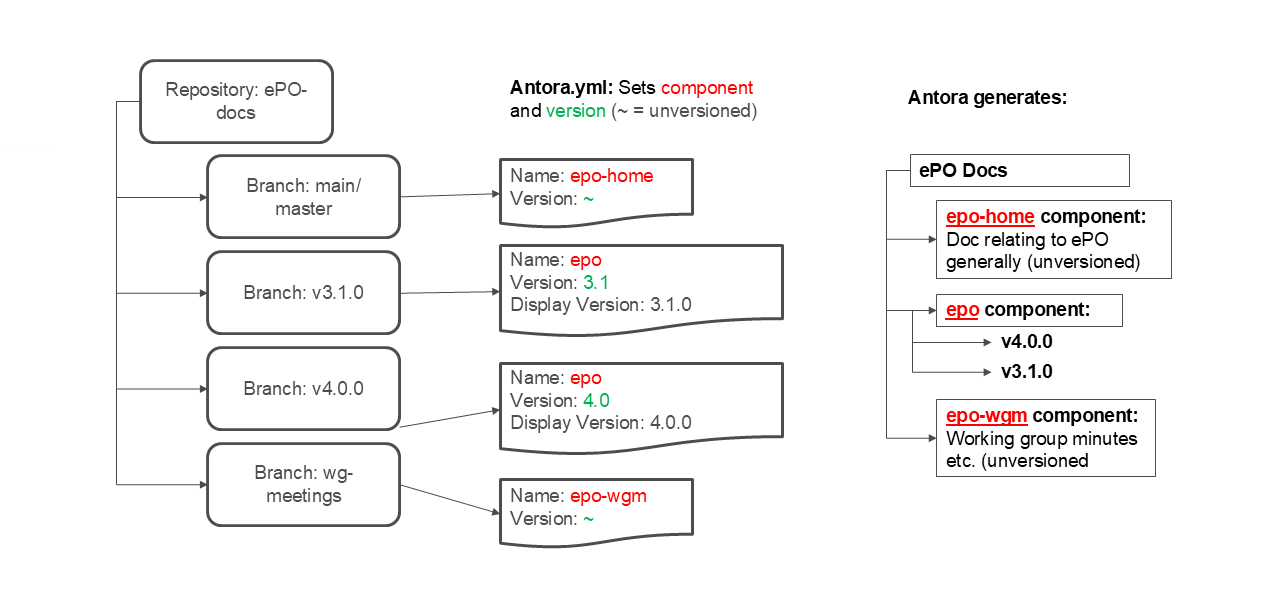 Repository: ePO-
docs
Branch: main/
master
Branch: v3.1.0
Branch: v4.0.0
Branch: wg-
meetings
Antora.yml: Sets component
and version (~ = unversioned)
Name: epo-home
Version: ~
Name: epo
Version: 3.1
Display Version: 3.1.0
Name: epo
Version: 4.0
Display Version: 4.0.0
Name: epo-wgm
Version: ~
Antora generates:
ePO Docs
epo-home component:
Doc relating to ePO
generally (unversioned)
epo component:
v4.0.0
v3.1.0
epo-wgm component:
Working group minutes
etc. (unversioned